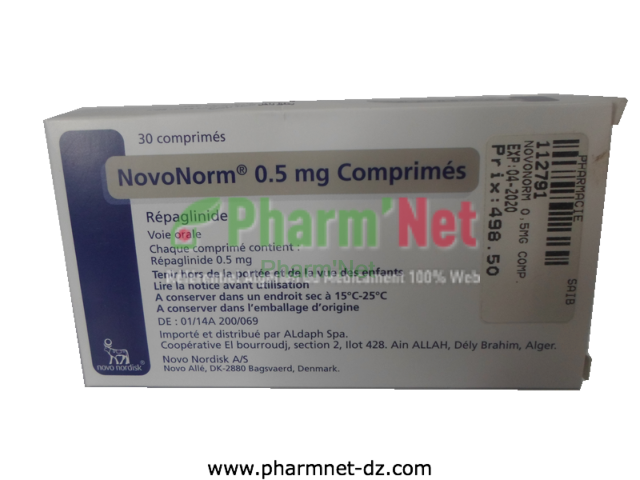 30 comprimés
NovoNorm® 0.5 mg Comprimés
Répaglinide
Voie orale
Chaque comprimé contient :
Répaglinide 0.5 mg
Tenir hors de la portée et de la vue des enfants
Lire la notice avant utilisation
A conserver dans un endroit sec à 15°C-25°C
A conserver dans l'emballage d'origine
DE : 01/14A 200/069
Importé et distribué par ALdaph Spa.
Coopérative El bourroudj, section 2, Ilot 428. Ain ALLAH, Dély Brahim, Alger.
Novo Nordisk A/S
Novo Allé, DK-2880 Bagsvaerd, Denmark.
novo nordisk®
PHARMACIE SAIB
112791
NOVONORM 0.5MG COMP.
EXP:04-2020
Prix:498.50
Pharm'Net
Pharm'Net
Médicament 100% Web
www.pharmnet-dz.com